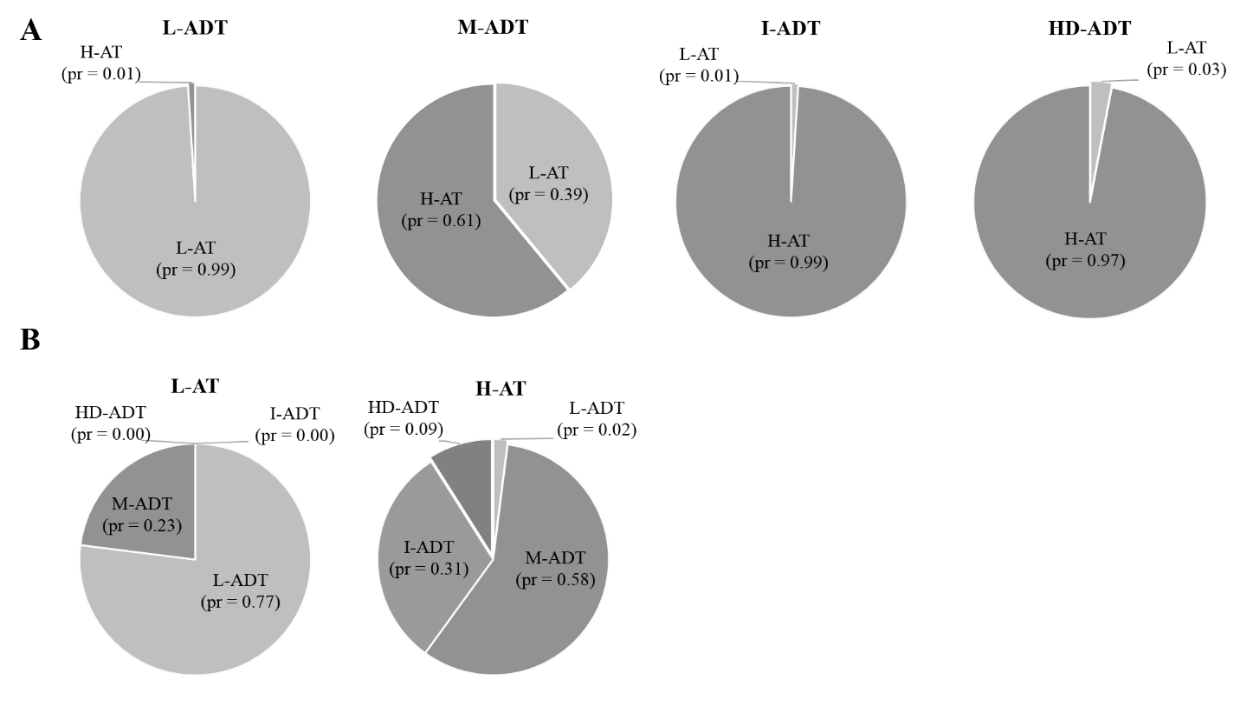 A
L-ADT
M-ADT
I-ADT
HD-ADT
H-AT
(pr = 0.01)
L-AT
(pr = 0.99)
L-AT
(pr = 0.39)
H-AT
(pr = 0.61)
L-AT
(pr = 0.01)
H-AT
(pr = 0.99)
L-AT
(pr = 0.03)
H-AT
(pr = 0.97)
B
L-AT
H-AT
HD-ADT
(pr = 0.00)
I-ADT
(pr = 0.00)
M-ADT
(pr = 0.23)
L-ADT
(pr = 0.77)
HD-ADT
(pr = 0.09)
L-ADT
(pr = 0.02)
I-ADT
(pr = 0.31)
M-ADT
(pr = 0.58)